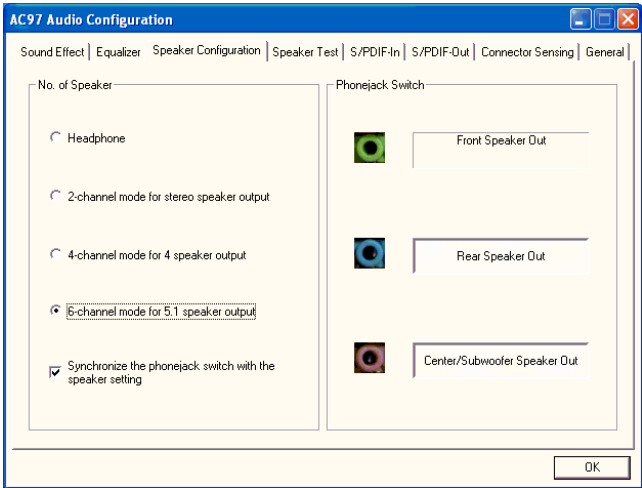 AC97 Audio Configuration
Sound Effect
Equalizer
Speaker Configuration
Speaker Test
S/PDIF-In
S/PDIF-Out
Connector Sensing
General
No. of Speaker
Headphone
2-channel mode for stereo speaker output
4-channel mode for 4 speaker output
6-channel mode for 5.1 speaker output
Synchronize the phonejack switch with the
speaker setting
Phonejack Switch
Front Speaker Out
Rear Speaker Out
Center/Subwoofer Speaker Out
OK